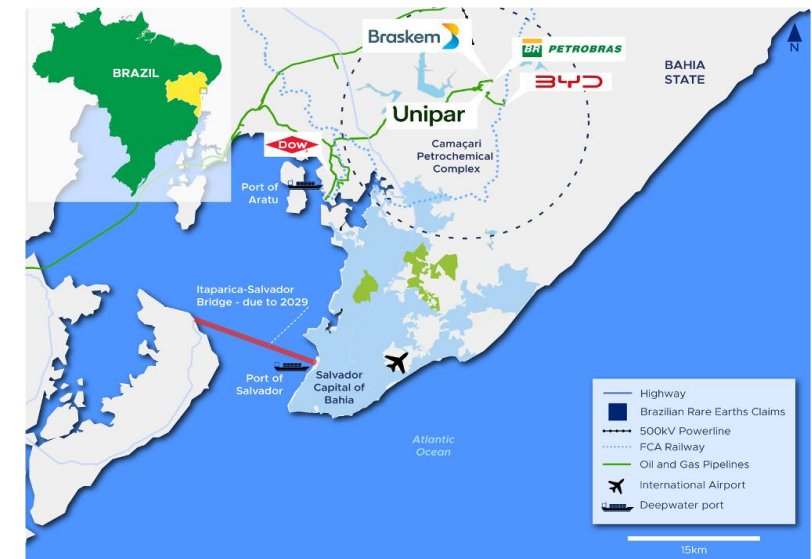 BRAZIL
Braskem
BR PETROBRAS
BYD
N
BAHIA
STATE
Unipar
DOW
Camaçari
Petrochemical
Complex
Port of
Aratu
Itaparica-Salvador
Bridge - due to 2029
Port of
Salvador
Salvador
Capital of
Bahia
Atlantic
Ocean
Highway
Brazilian Rare Earths Claims
500kV Powerline
FCA Railway
Oil and Gas Pipelines
International Airport
Deepwater port
15km